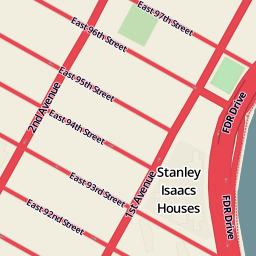 East 97th Street
East 96th Street
East 95th Street
2nd Avenue
FDR Drive
East 94th Street
Stanley
Isaacs
Houses
East 93rd Street
1st Avenue
East 92nd Street
FDR Drive